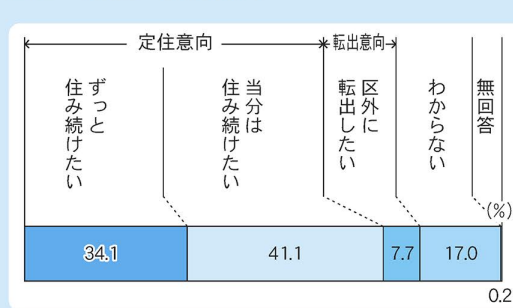 定住意向
転出意向
ずっと
住み続けたい
当分は
住み続けたい
区外に
転出したい
わからない
無回答
(%)
34.1
41.1
7.7
17.0
0.2